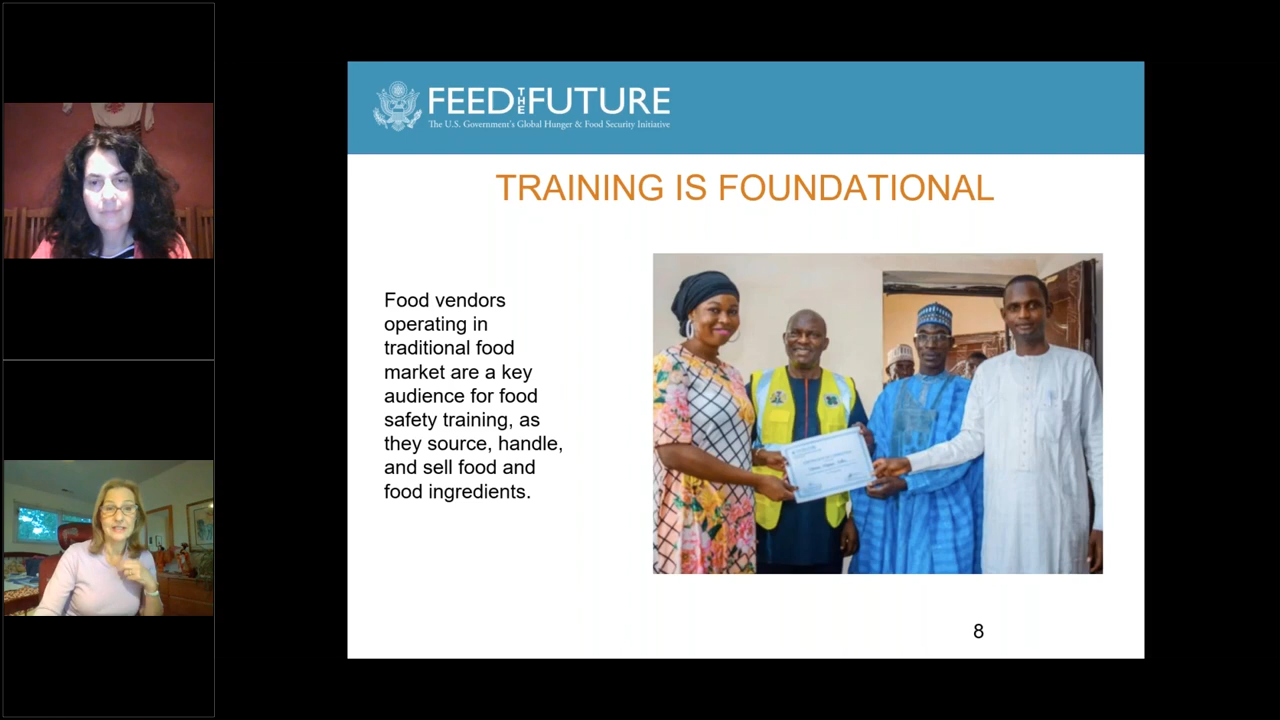 FEED THE FUTURE
The U.S. Government's Global Hunger & Food Security Initiative
TRAINING IS FOUNDATIONAL
Food vendors
operating in
traditional food
market are a key
audience for food
safety training, as
they source, handle,
and sell food and
food ingredients.
8